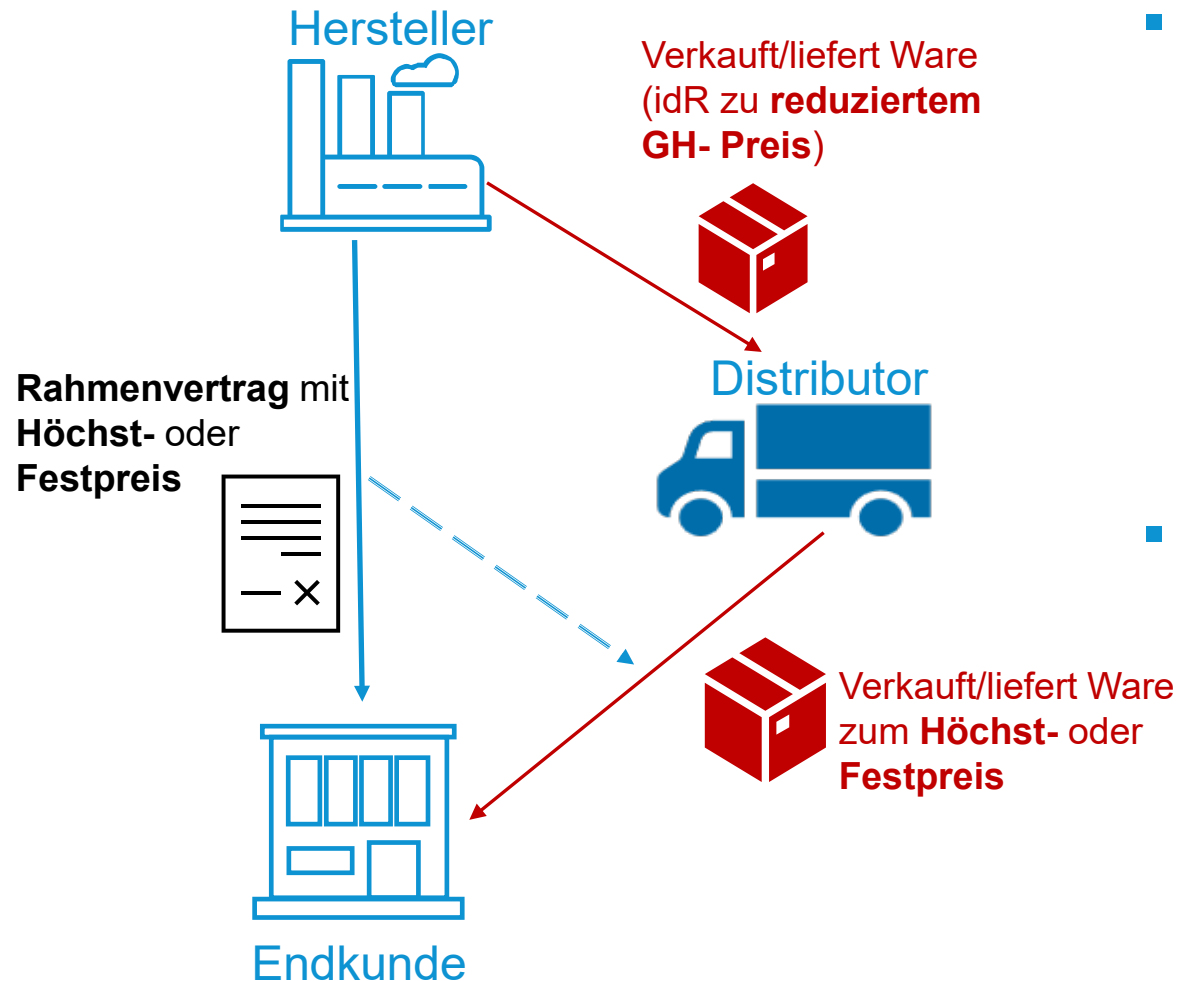 Hersteller
Verkauft/liefert Ware
(idR zu reduziertem
GH- Preis)
Distributor
Rahmenvertrag mit
Höchst- oder
Festpreis
Verkauft/liefert Ware
zum Höchst- oder
Festpreis
Endkunde